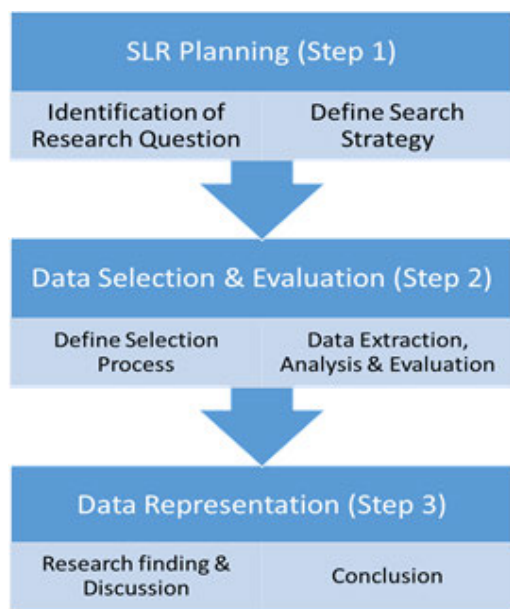 SLR Planning (Step 1)
Identification of
Research Question
Define Search
Strategy
Data Selection & Evaluation (Step 2)
Define Selection
Process
Data Extraction,
Analysis & Evaluation
Data Representation (Step 3)
Research finding &
Discussion
Conclusion